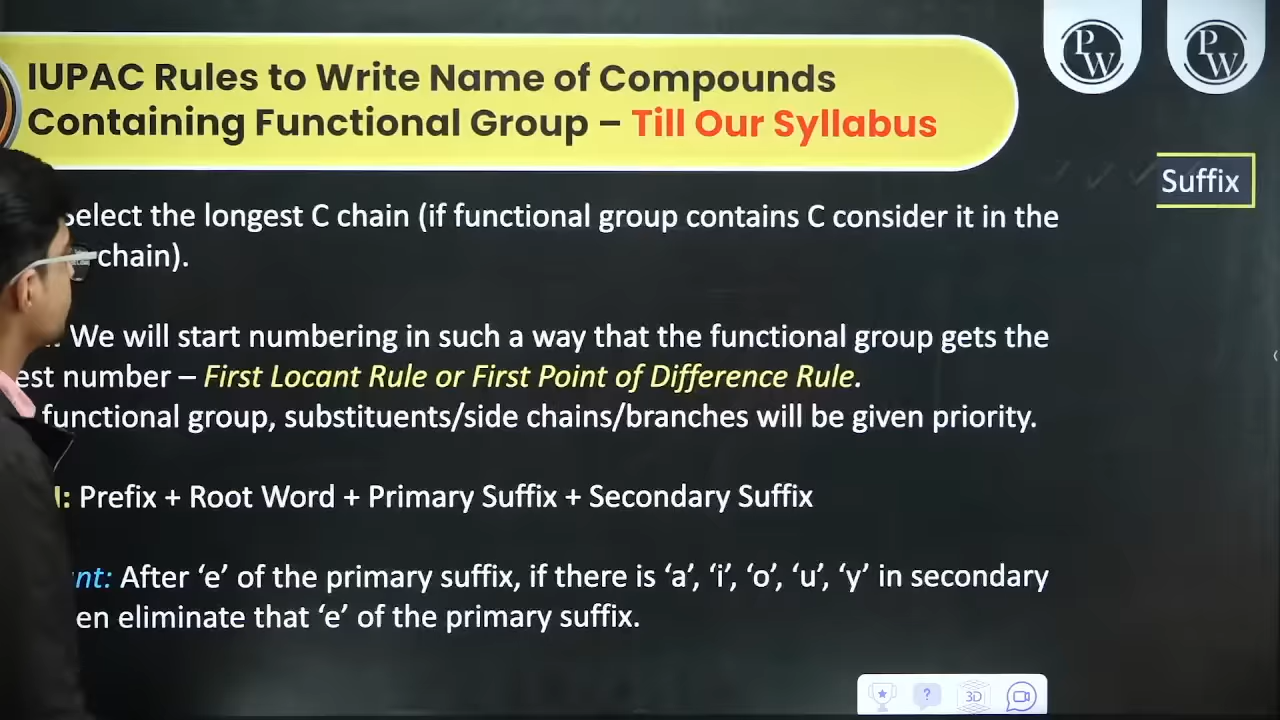 IUPAC Rules to Write Name of Compounds
Containing Functional Group – Till Our Syllabus
PW PW
Suffix
select the longest C chain (if functional group contains C consider it in the
chain).
We will start numbering in such a way that the functional group gets the
est number – First Locant Rule or First Point of Difference Rule.
functional group, substituents/side chains/branches will be given priority.
: Prefix + Root Word + Primary Suffix + Secondary Suffix
nt: After ‘e’ of the primary suffix, if there is ‘a’, ‘i’, ‘o’, ‘u’, ‘y’ in secondary
en eliminate that ‘e’ of the primary suffix.
? 3D